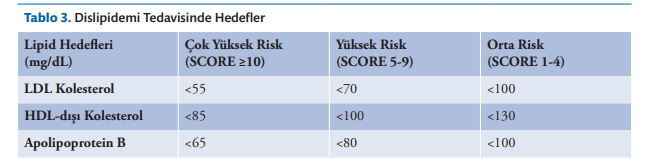 Tablo 3. Dislipidemi Tedavisinde Hedefler
Lipid Hedefleri (mg/dL) Çok Yüksek Risk (SCORE ≥10) Yüksek Risk (SCORE 5-9) Orta Risk (SCORE 1-4)
LDL Kolesterol <55 <70 <100
HDL-dışı Kolesterol <85 <100 <130
Apolipoprotein B <65 <80 <100